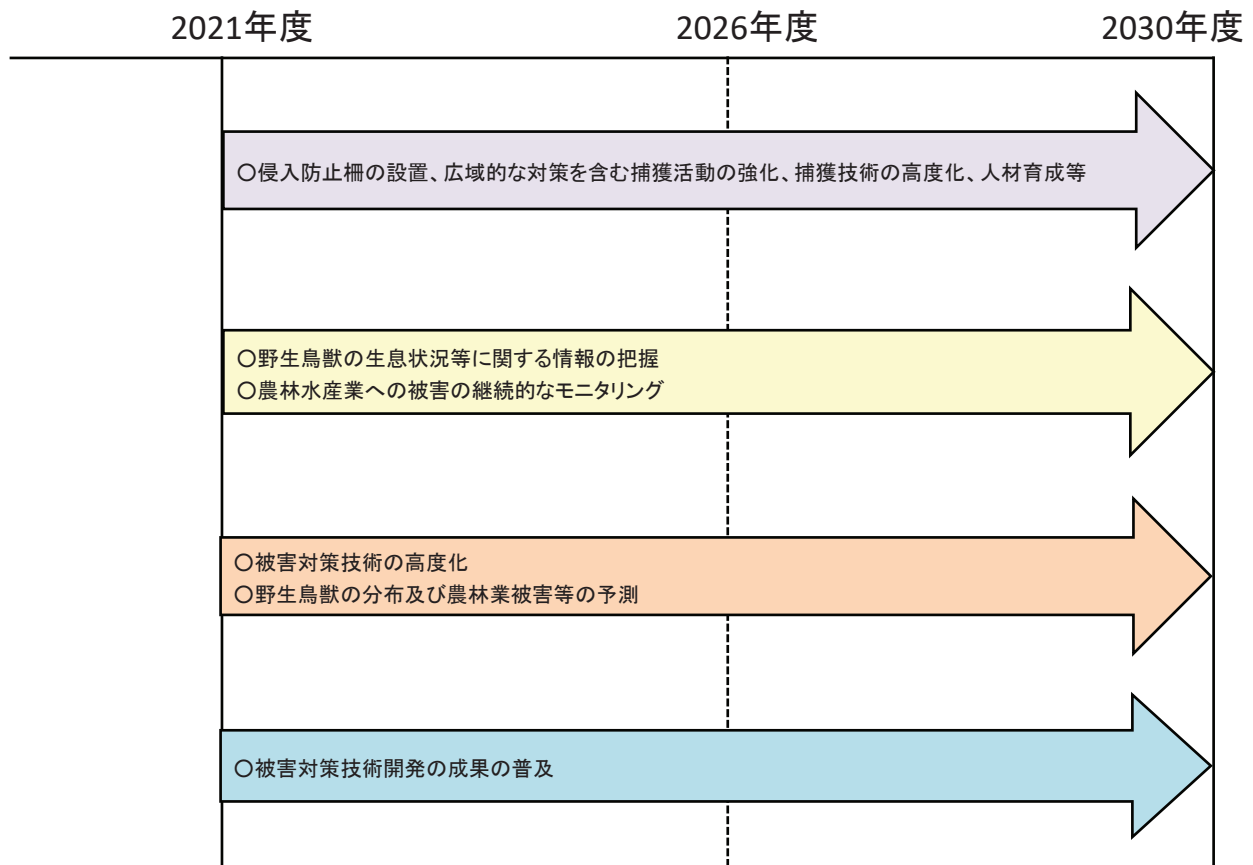 2021年度 2026年度 2030年度
○侵入防止柵の設置、広域的な対策を含む捕獲活動の強化、捕獲技術の高度化、人材育成等
○野生鳥獣の生息状況等に関する情報の把握
○農林水産業への被害の継続的なモニタリング
○被害対策技術の高度化
○野生鳥獣の分布及び農林業被害等の予測
○被害対策技術開発の成果の普及